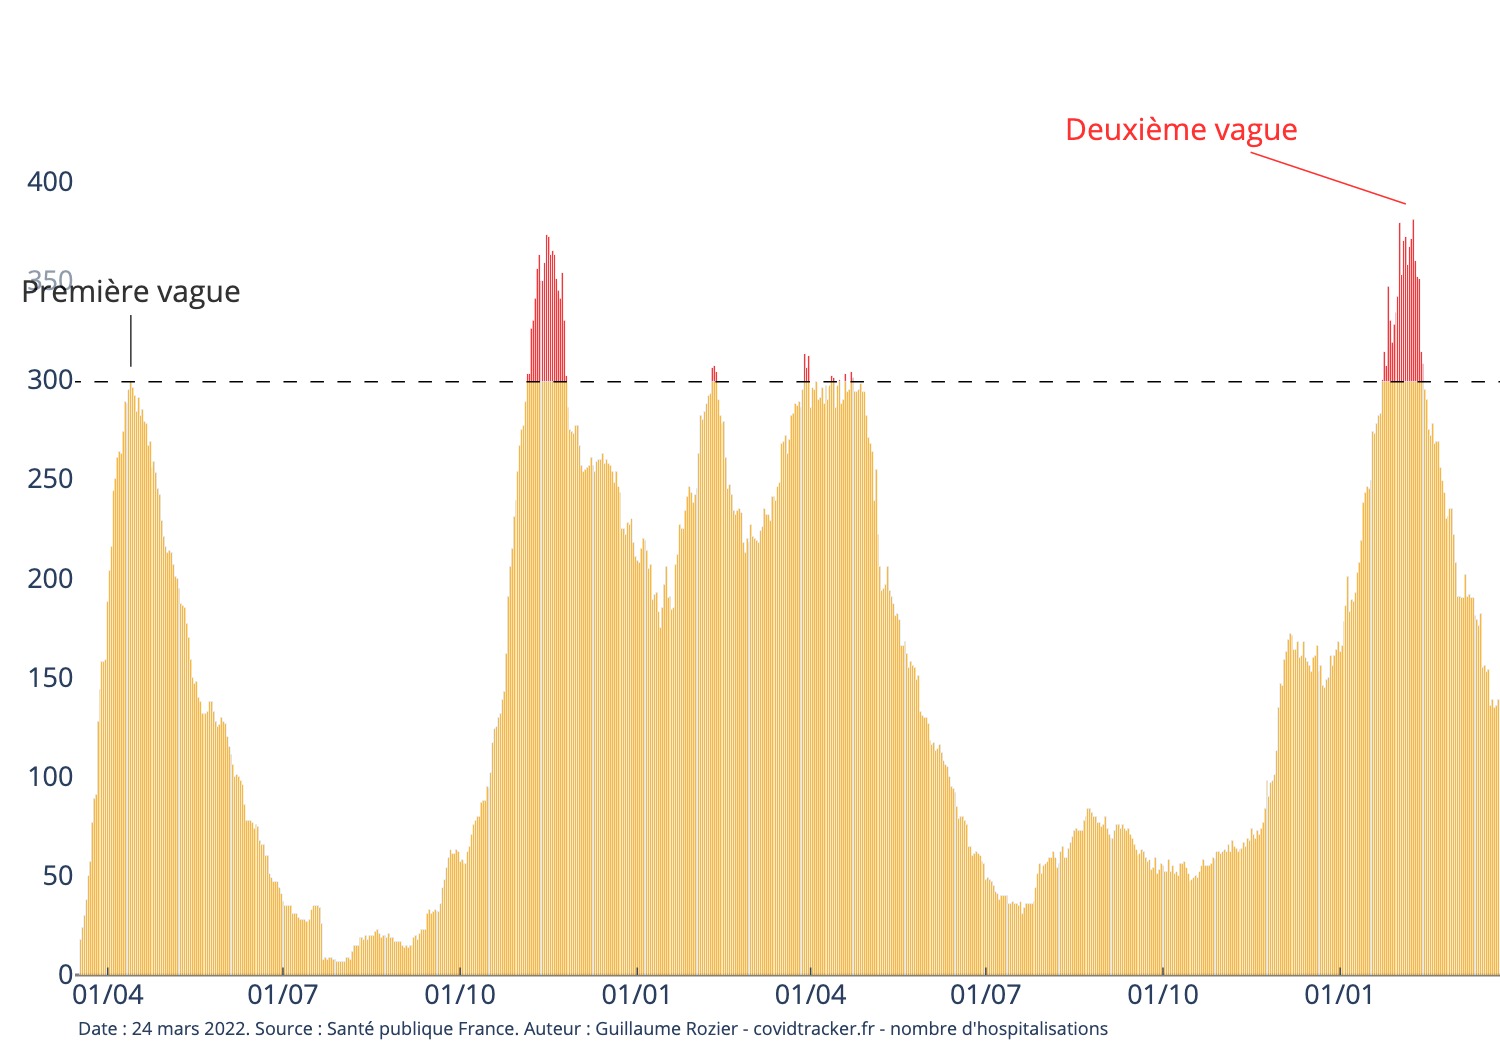 Deuxième vague
400
350
Première vague
300
250
200
150
100
50
0
01/04 01/07 01/10 01/01 01/04 01/07 01/10 01/01
Date : 24 mars 2022. Source : Santé publique France. Auteur : Guillaume Rozier - covidtracker.fr - nombre d'hospitalisations